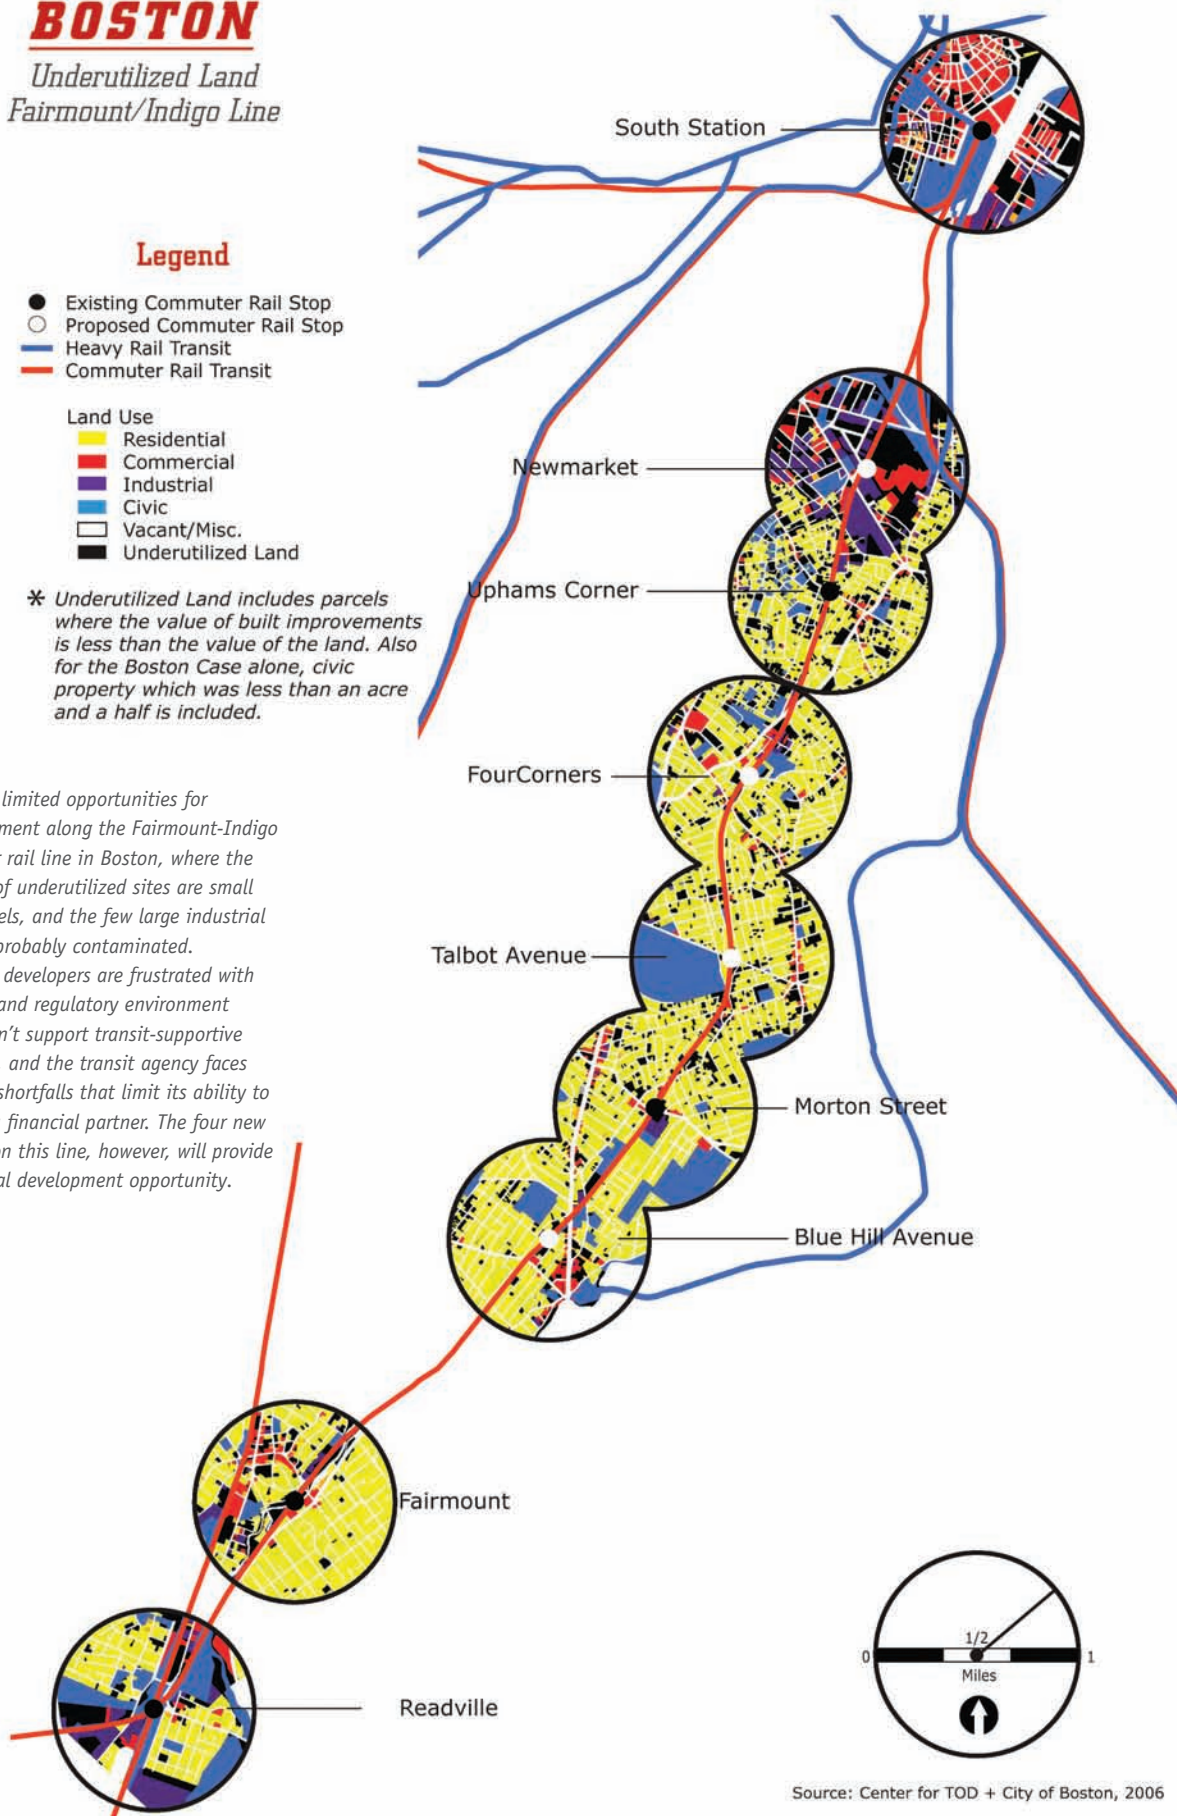 BOSTON
Underutilized Land
Fairmount/Indigo Line
South Station
Legend
Existing Commuter Rail Stop
Proposed Commuter Rail Stop
Heavy Rail Transit
Commuter Rail Transit
Land Use
Residential
Commercial
Industrial
Civic
Vacant/Misc.
Underutilized Land
* Underutilized Land includes parcels
where the value of built improvements
is less than the value of the land. Also
for the Boston Case alone, civic
property which was less than an acre
and a half is included.
Newmarket
Uphams Corner
FourCorners
limited opportunities for
ment along the Fairmount-Indigo
rail line in Boston, where the
of underutilized sites are small
els, and the few large industrial
probably contaminated.
developers are frustrated with
and regulatory environment
n't support transit-supportive
and the transit agency faces
shortfalls that limit its ability to
financial partner. The four new
on this line, however, will provide
al development opportunity.
Talbot Avenue
Morton Street
Blue Hill Avenue
Fairmount
Readville
0
1/2
1
Miles
Source: Center for TOD + City of Boston, 2006